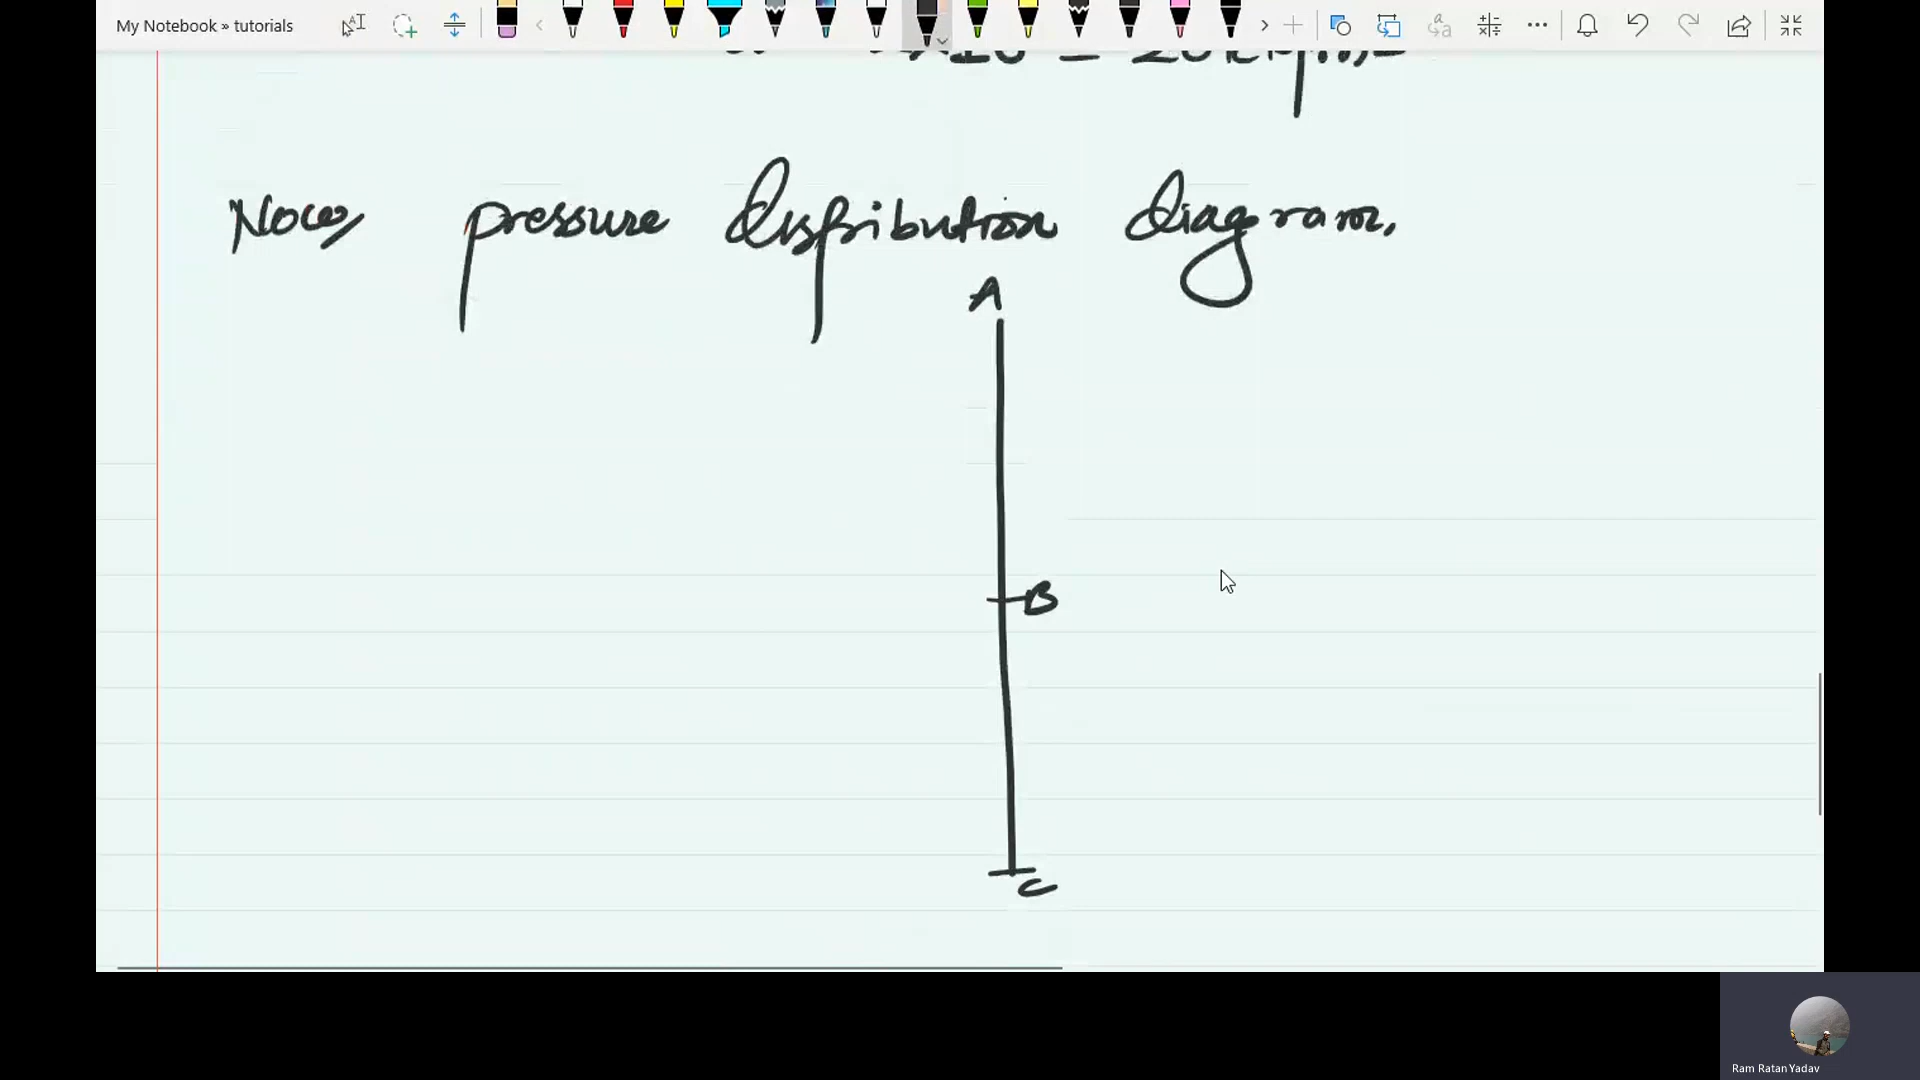 My Notebook » tutorials
Now pressure distribution diagram.
A
B
C
Ram Ratan Yadav